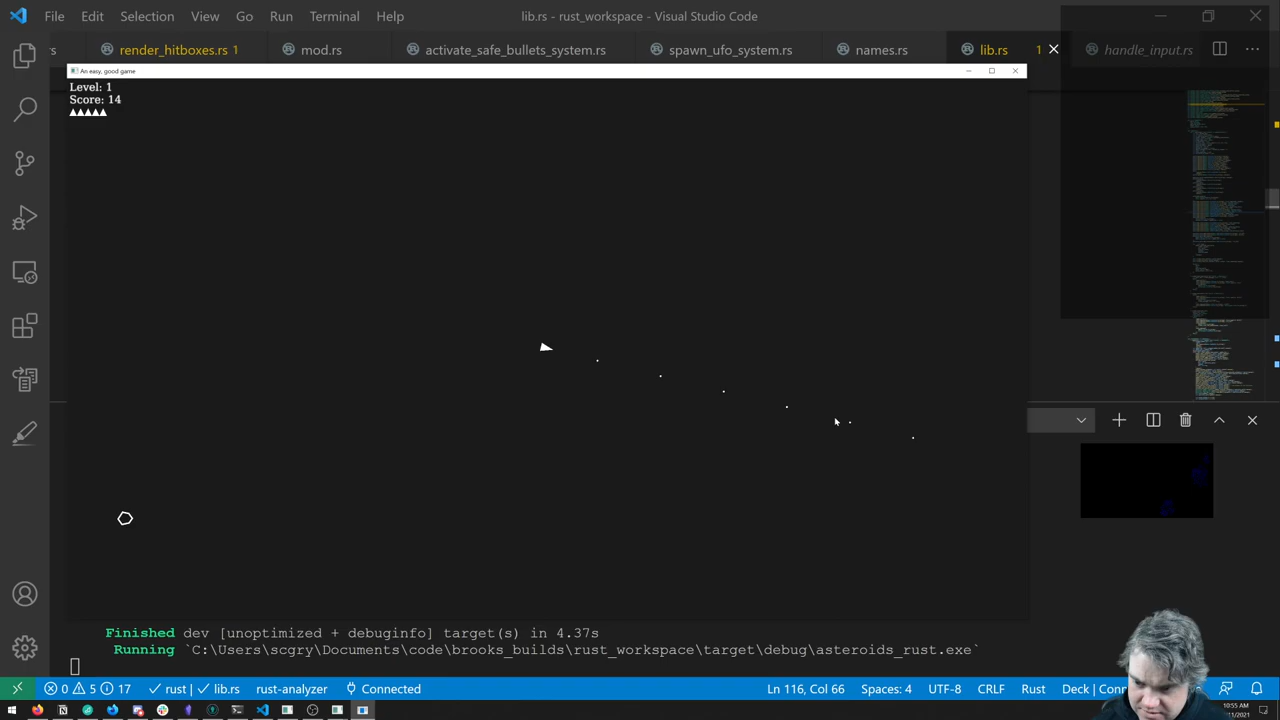 File Edit Selection View Go Run Terminal Help lib.rs - rust_workspace - Visual Studio Code
rs render_hitboxes.rs 1 mod.rs activate_safe_bullets_system.rs spawn_ufo_system.rs names.rs lib.rs 1 handle_input.rs
An easy, good game
Level: 1
Score: 14
Finished dev [unoptimized + debuginfo] target(s) in 4.37s
Running `C:\Users\scgry\Documents\code\brooks_builds\rust_workspace\target\debug\asteroids_rust.exe`
0 5 17 rust | lib.rs rust-analyzer Connected Ln 116, Col 66 Spaces: 4 UTF-8 CRLF Rust Deck | Conn
10:55 AM